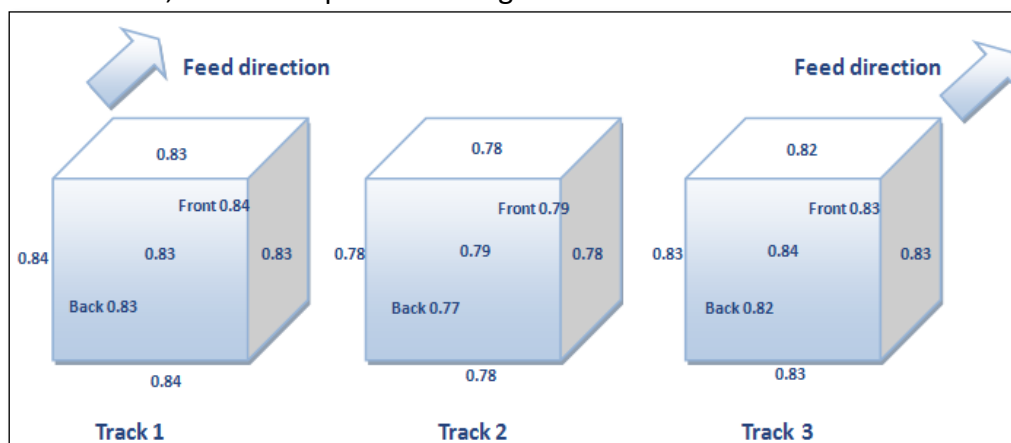 Feed direction
Feed direction
0.83
0.78
0.82
Front 0.84
Front 0.79
Front 0.83
0.84
0.83
0.83
0.78
0.79
0.78
0.83
0.84
0.83
Back 0.83
Back 0.77
Back 0.82
0.84
0.78
0.83
Track 1
Track 2
Track 3